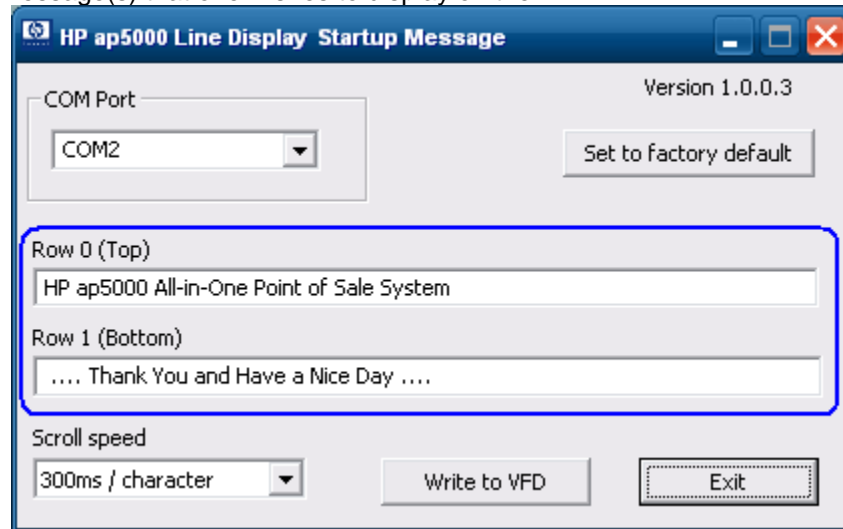 HP ap5000 Line Display Startup Message
COM Port
Version 1.0.0.3
COM2
Set to factory default
Row 0 (Top)
HP ap5000 All-in-One Point of Sale System
Row 1 (Bottom)
.... Thank You and Have a Nice Day ....
Scroll speed
300ms / character
Write to VFD
Exit